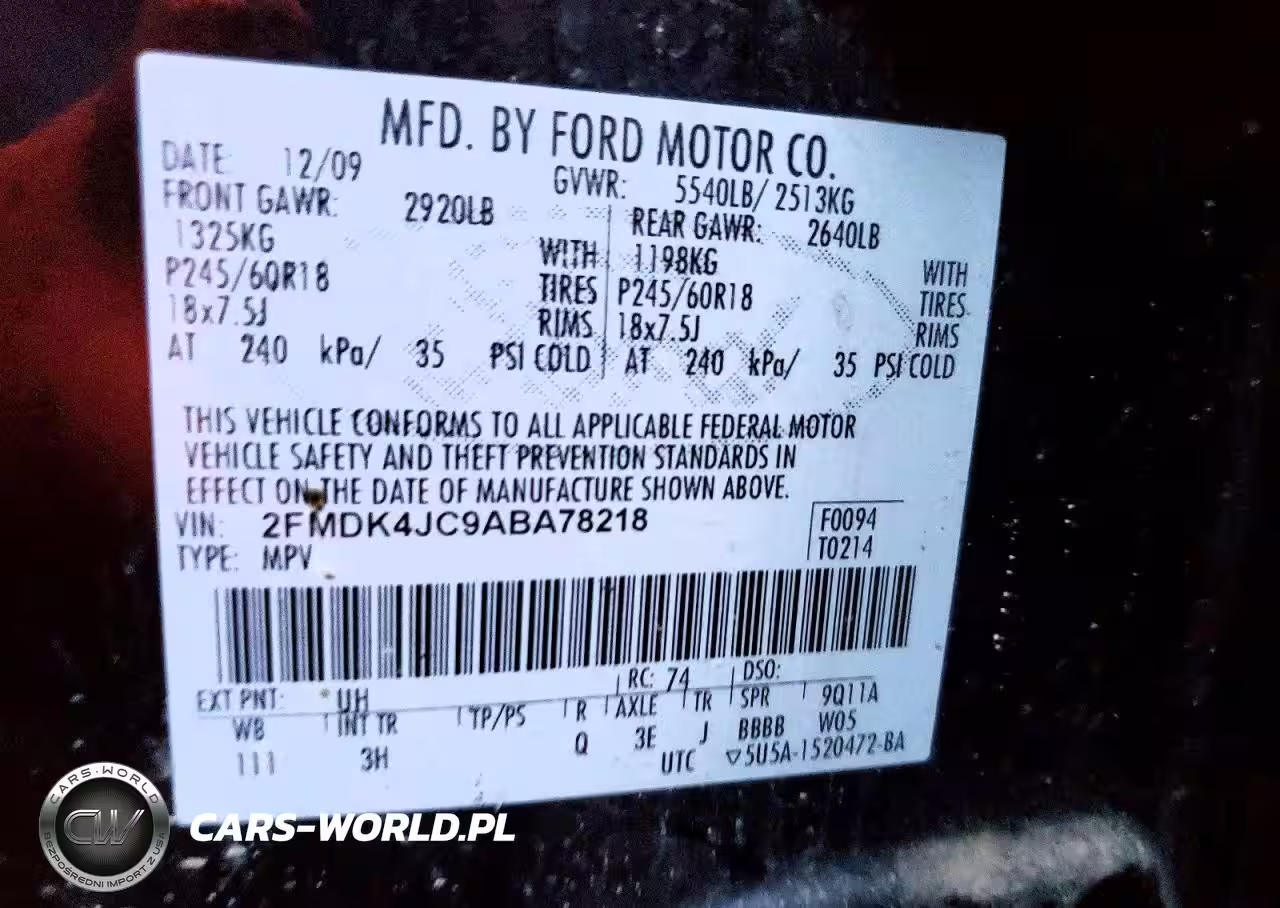 MFD. BY FORD MOTOR CO.
DATE: 12/09 GVWR: 5540LB/ 2513KG
FRONT GAWR: 2920LB REAR GAWR: 2640LB
1325KG WITH 1198KG WITH
P245/60R18 TIRES P245/60R18 TIRES
18x7.5J RIMS 18x7.5J RIMS
AT 240 kPa/ 35 PSI COLD AT 240 kPa/ 35 PSI COLD
THIS VEHICLE CONFORMS TO ALL APPLICABLE FEDERAL MOTOR
VEHICLE SAFETY AND THEFT PREVENTION STANDARDS IN
EFFECT ON THE DATE OF MANUFACTURE SHOWN ABOVE.
VIN: 2FMDK4JC9ABA78218 F0094
TYPE: MPV T0214
EXT PNT: UH RC: 74 DSO:
WB INT TR TP/PS R AXLE TR SPR 9Q11A
111 3H Q 3E J BBBB W05
UTC ▽5U5A-1520472-BA
CARS-WORLD
CW
BEZPOŚREDNI IMPORT Z USA
CARS-WORLD.PL